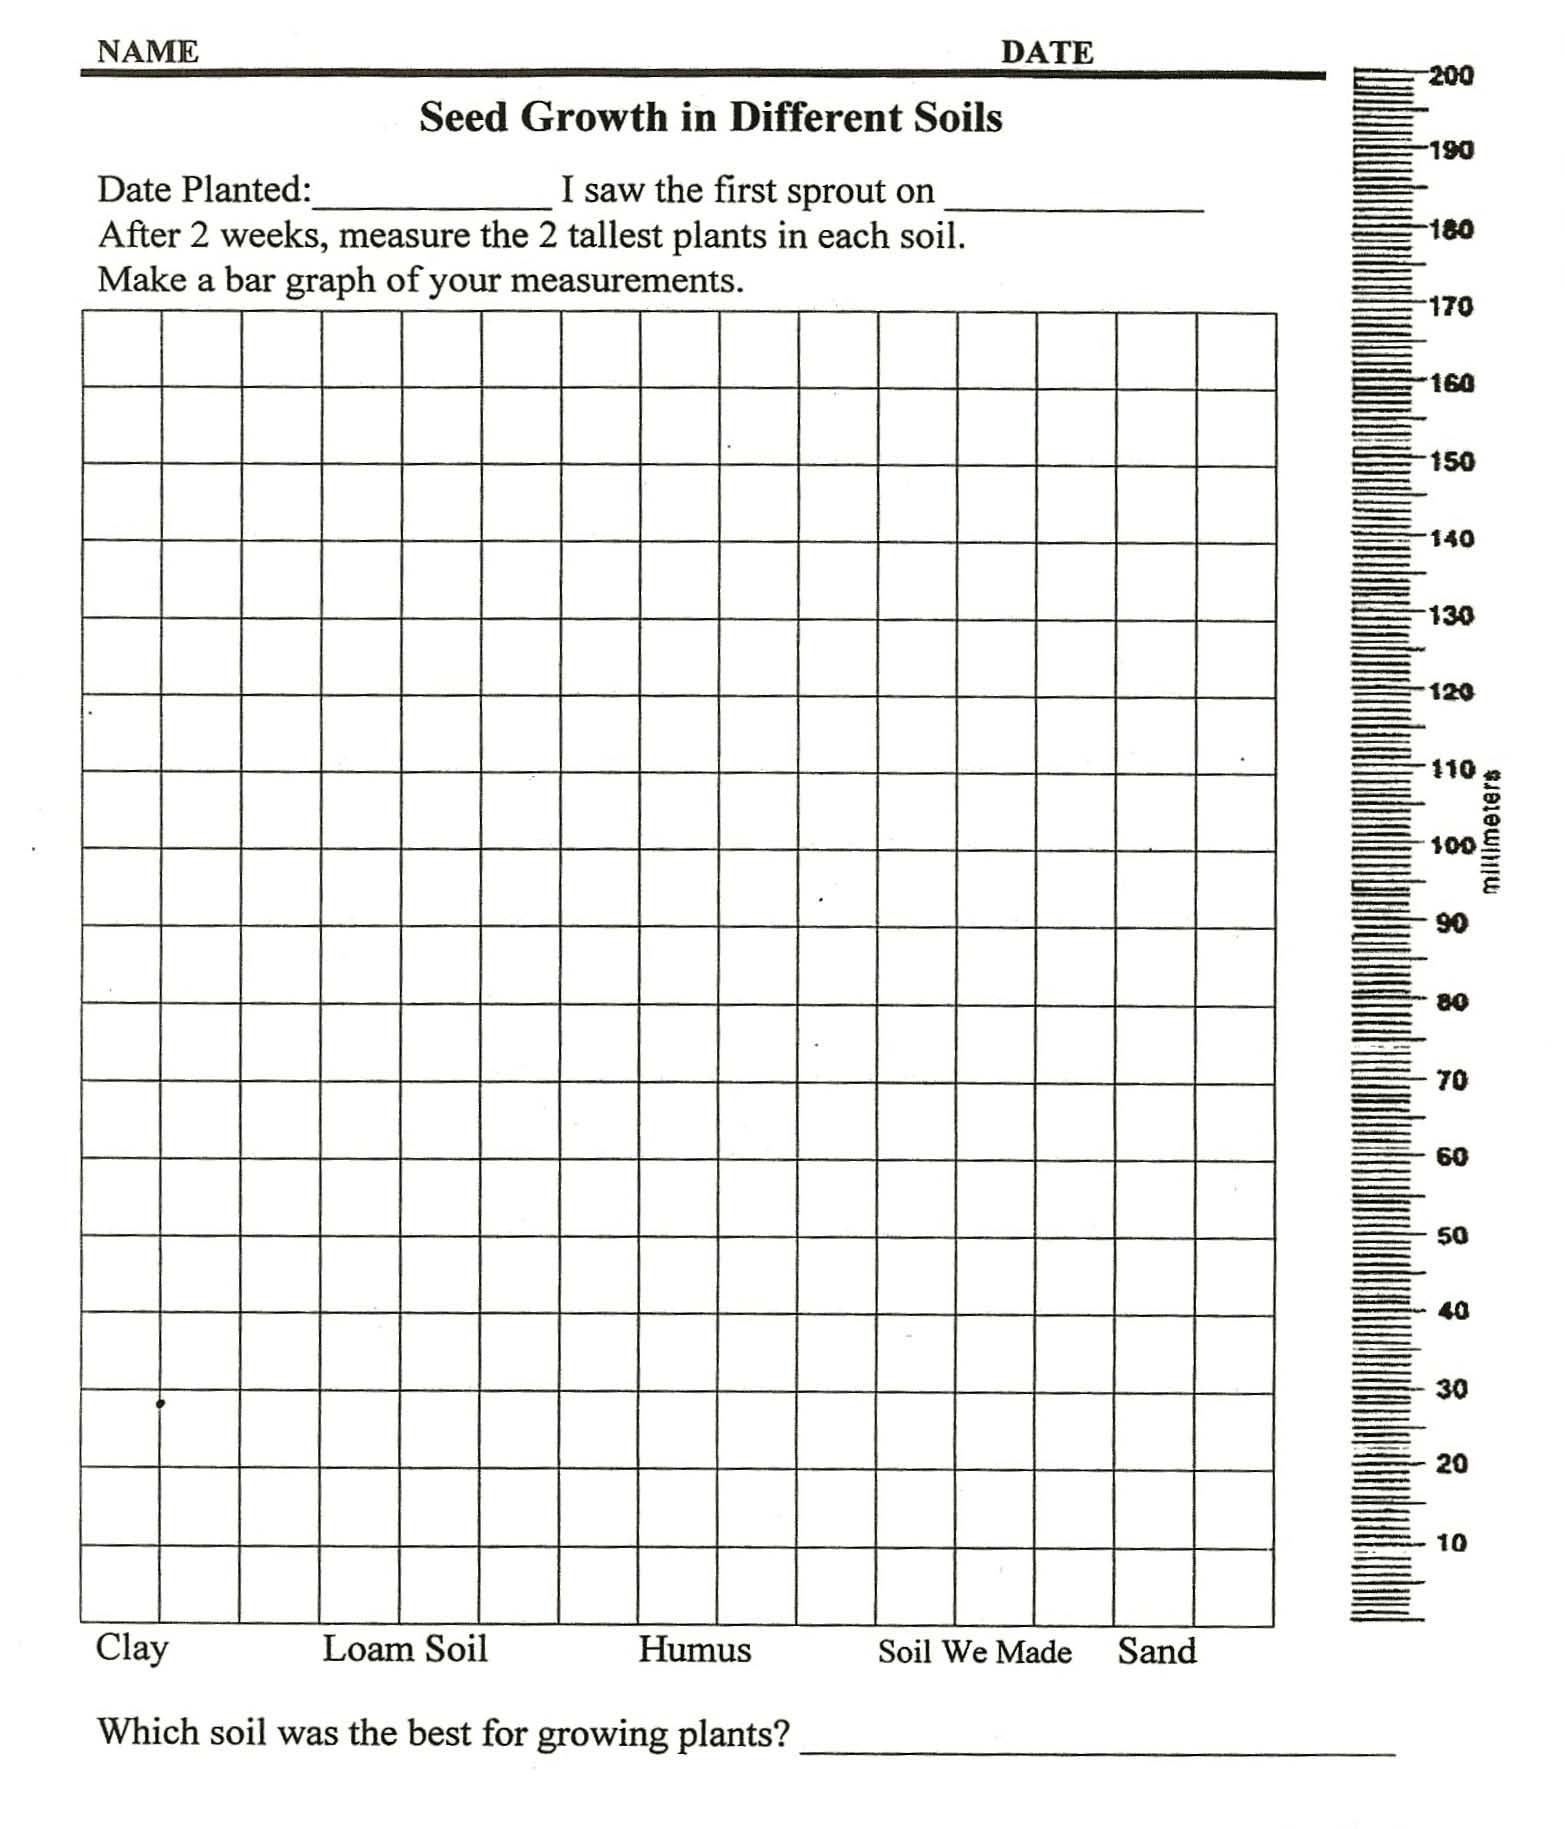 NAME DATE
Seed Growth in Different Soils
Date Planted:____________ I saw the first sprout on _____________
After 2 weeks, measure the 2 tallest plants in each soil.
Make a bar graph of your measurements.
200
190
180
170
160
150
140
130
120
110
100
90
80
70
60
50
40
30
20
10
millimeters
Clay Loam Soil Humus Soil We Made Sand
Which soil was the best for growing plants? ______________________________